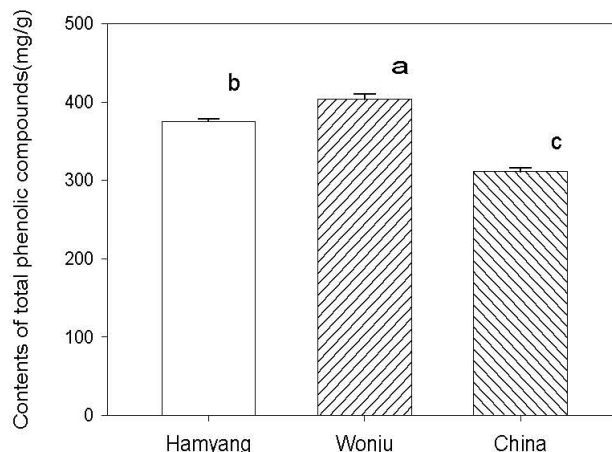 Contents of total phenolic compounds(mg/g)
500
400
300
200
100
0
b
a
c
Hamyang
Wonju
China